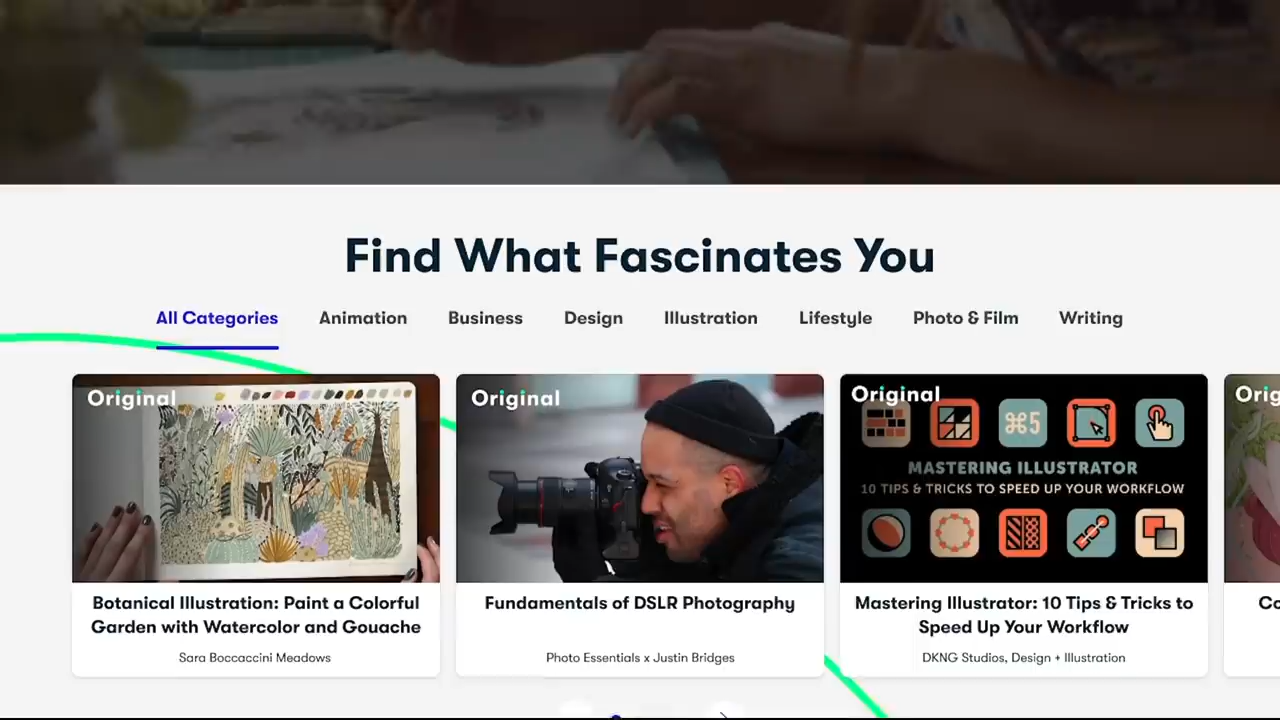 Find What Fascinates You
All Categories Animation Business Design Illustration Lifestyle Photo & Film Writing
Original
Botanical Illustration: Paint a Colorful
Garden with Watercolor and Gouache
Sara Boccaccini Meadows
Original
Fundamentals of DSLR Photography
Photo Essentials x Justin Bridges
Original
⌘5
MASTERING ILLUSTRATOR
10 TIPS & TRICKS TO SPEED UP YOUR WORKFLOW
Mastering Illustrator: 10 Tips & Tricks to
Speed Up Your Workflow
DKNG Studios, Design + Illustration
Orig
Co